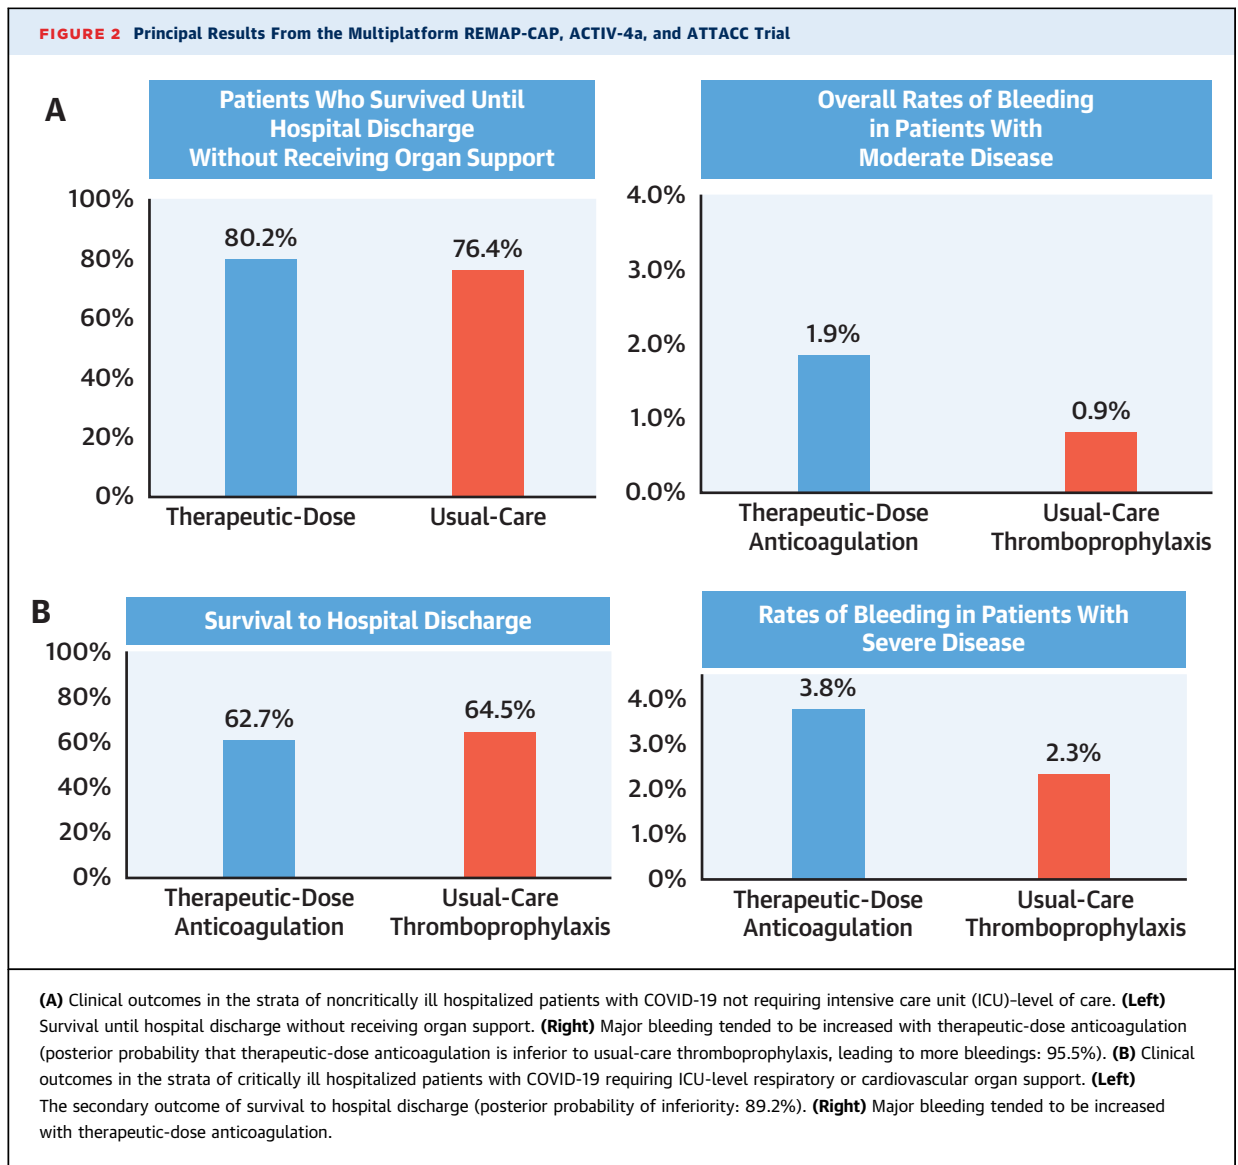 FIGURE 2 Principal Results From the Multiplatform REMAP-CAP, ACTIV-4a, and ATTACC Trial
A
Patients Who Survived Until
Hospital Discharge
Without Receiving Organ Support
100%
80%
60%
40%
20%
0%
80.2%
76.4%
Therapeutic-Dose
Usual-Care
Overall Rates of Bleeding
in Patients With
Moderate Disease
4.0%
3.0%
2.0%
1.0%
0.0%
1.9%
0.9%
Therapeutic-Dose
Anticoagulation
Usual-Care
Thromboprophylaxis
B
Survival to Hospital Discharge
100%
80%
60%
40%
20%
0%
62.7%
64.5%
Therapeutic-Dose
Anticoagulation
Usual-Care
Thromboprophylaxis
Rates of Bleeding in Patients With
Severe Disease
4.0%
3.0%
2.0%
1.0%
0%
3.8%
2.3%
Therapeutic-Dose
Anticoagulation
Usual-Care
Thromboprophylaxis
(A) Clinical outcomes in the strata of noncritically ill hospitalized patients with COVID-19 not requiring intensive care unit (ICU)–level of care. (Left)
Survival until hospital discharge without receiving organ support. (Right) Major bleeding tended to be increased with therapeutic-dose anticoagulation
(posterior probability that therapeutic-dose anticoagulation is inferior to usual-care thromboprophylaxis, leading to more bleedings: 95.5%). (B) Clinical
outcomes in the strata of critically ill hospitalized patients with COVID-19 requiring ICU-level respiratory or cardiovascular organ support. (Left)
The secondary outcome of survival to hospital discharge (posterior probability of inferiority: 89.2%). (Right) Major bleeding tended to be increased
with therapeutic-dose anticoagulation.